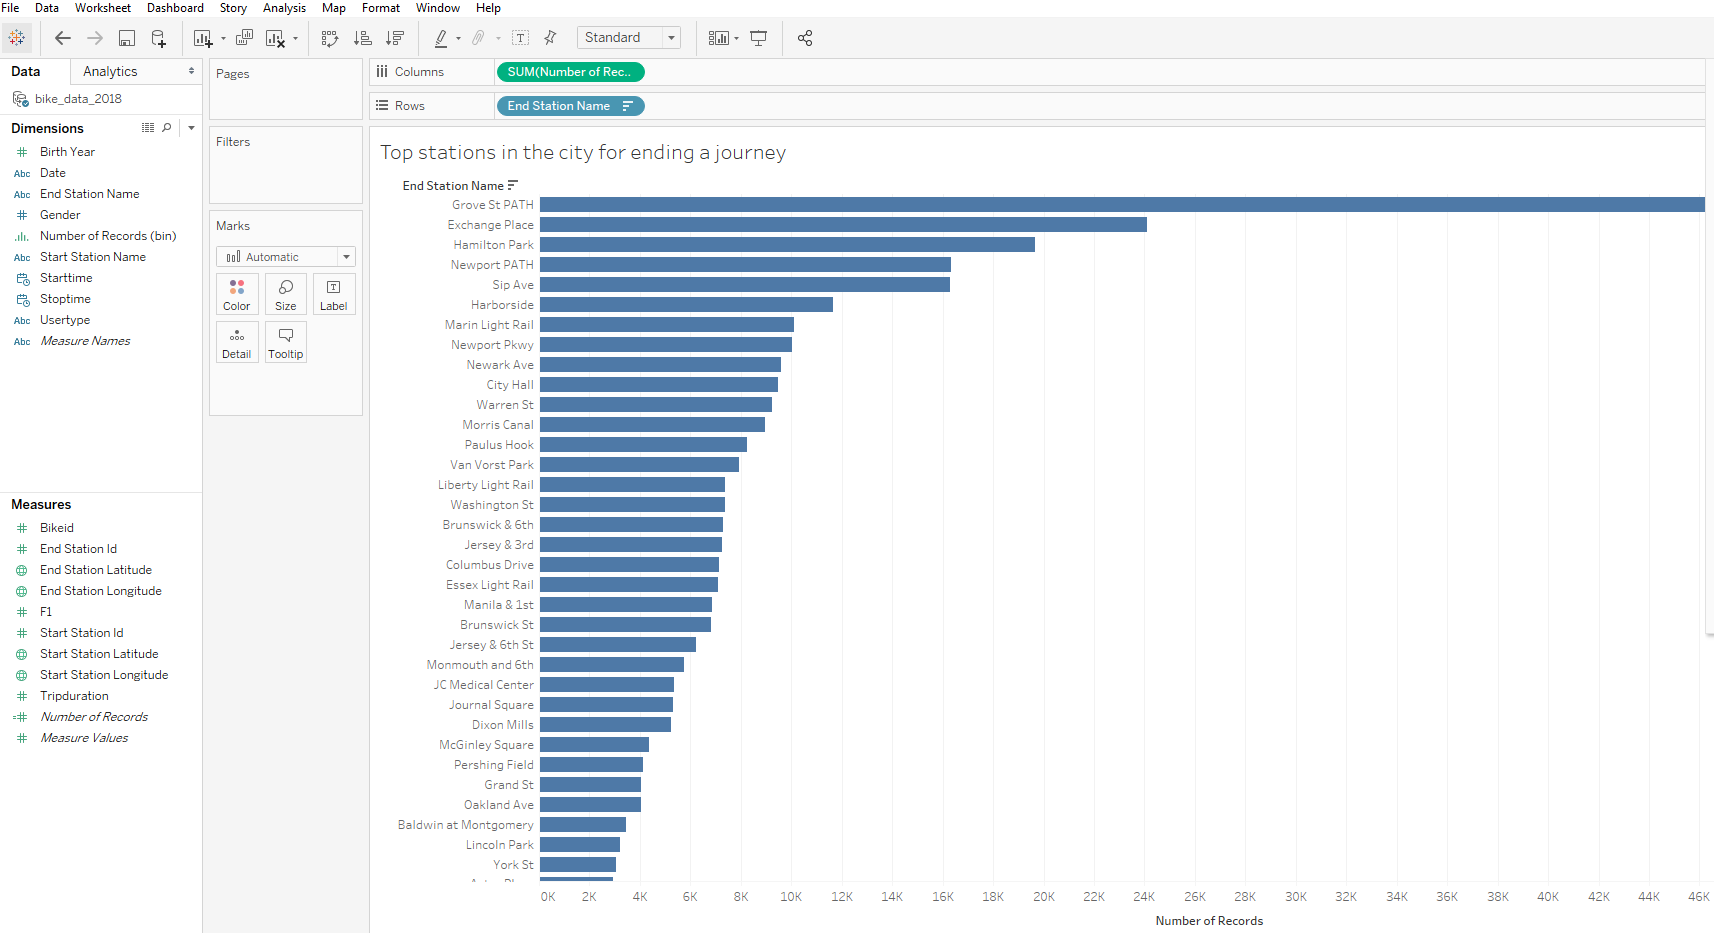 File Data Worksheet Dashboard Story Analysis Map Format Window Help
Standard
Data Analytics
bike_data_2018
Dimensions
Birth Year
Abc Date
Abc End Station Name
Gender
Number of Records (bin)
Abc Start Station Name
Starttime
Stoptime
Abc Usertype
Abc Measure Names
Measures
Bikeid
End Station Id
End Station Latitude
End Station Longitude
F1
Start Station Id
Start Station Latitude
Start Station Longitude
Tripduration
Number of Records
Measure Values
Pages
Filters
Marks
Automatic
Color Size Label
Detail Tooltip
Columns SUM(Number of Rec..
Rows End Station Name
Top stations in the city for ending a journey
End Station Name
Grove St PATH
Exchange Place
Hamilton Park
Newport PATH
Sip Ave
Harborside
Marin Light Rail
Newport Pkwy
Newark Ave
City Hall
Warren St
Morris Canal
Paulus Hook
Van Vorst Park
Liberty Light Rail
Washington St
Brunswick & 6th
Jersey & 3rd
Columbus Drive
Essex Light Rail
Manila & 1st
Brunswick St
Jersey & 6th St
Monmouth and 6th
JC Medical Center
Journal Square
Dixon Mills
McGinley Square
Pershing Field
Grand St
Oakland Ave
Baldwin at Montgomery
Lincoln Park
York St
0K 2K 4K 6K 8K 10K 12K 14K 16K 18K 20K 22K 24K 26K 28K 30K 32K 34K 36K 38K 40K 42K 44K 46K
Number of Records